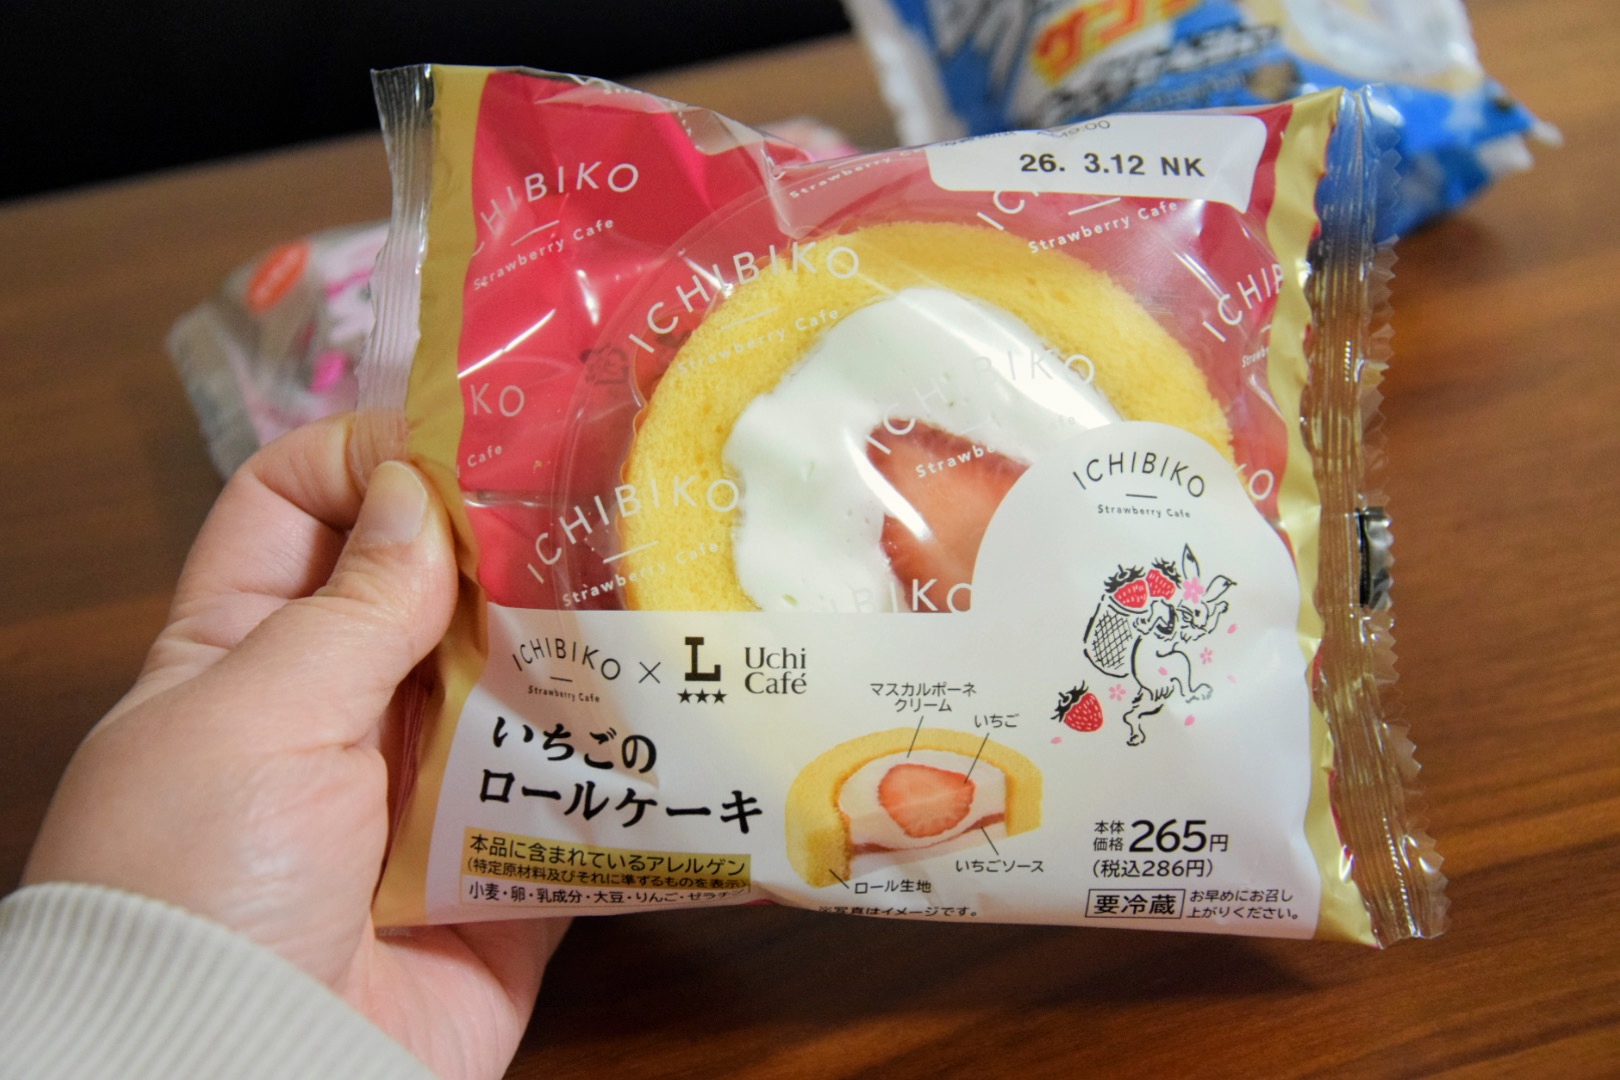 26. 3.12 NK
ICHIBIKO
Strawberry Cafe
ICHIBIKO
Strawberry Cafe
ICHIBIKO
Strawberry Cafe
KO
Cafe
ICHIBIKO
Strawberry Cafe
ICHIBIKO
Strawberry Cafe
ICHIBIKO
Strawberry Cafe
ICHIBIKO
Strawberry Cafe
×
L
Uchi
Café
いちごの
ロールケーキ
本品に含まれているアレルゲン
(特定原材料及びそれに準ずるものを表示)
小麦・卵・乳成分・大豆・りんご・ゼラチン
マスカルポーネ
クリーム
いちご
いちごソース
ロール生地
※写真はイメージです。
本体
価格 265円
(税込286円)
要冷蔵 お早めにお召し
上がりください。